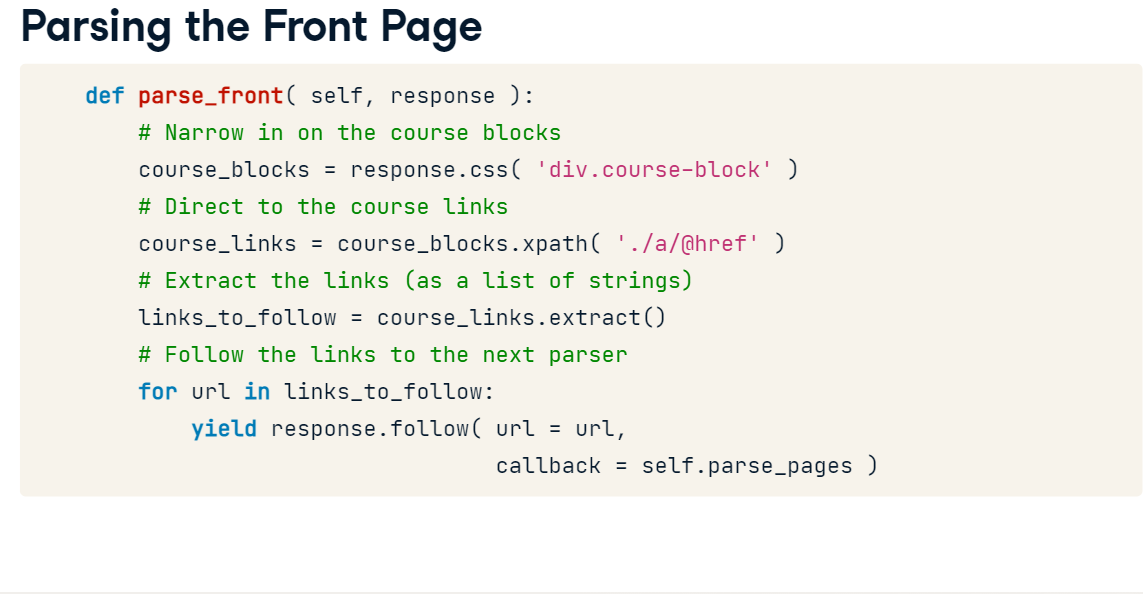 Parsing the Front Page
def parse_front( self, response ):
# Narrow in on the course blocks
course_blocks = response.css( 'div.course-block' )
# Direct to the course links
course_links = course_blocks.xpath( './a/@href' )
# Extract the links (as a list of strings)
links_to_follow = course_links.extract()
# Follow the links to the next parser
for url in links_to_follow:
yield response.follow( url = url,
callback = self.parse_pages )